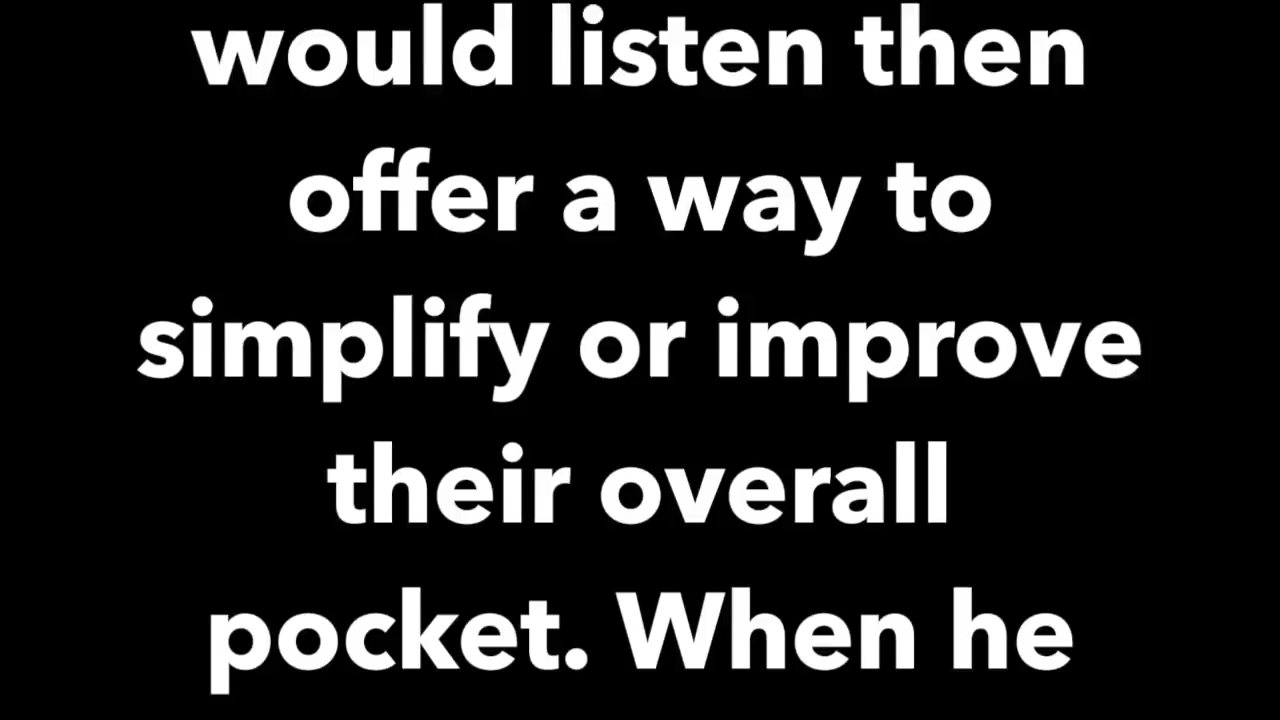 would listen then
offer a way to
simplify or improve
their overall
pocket. When he